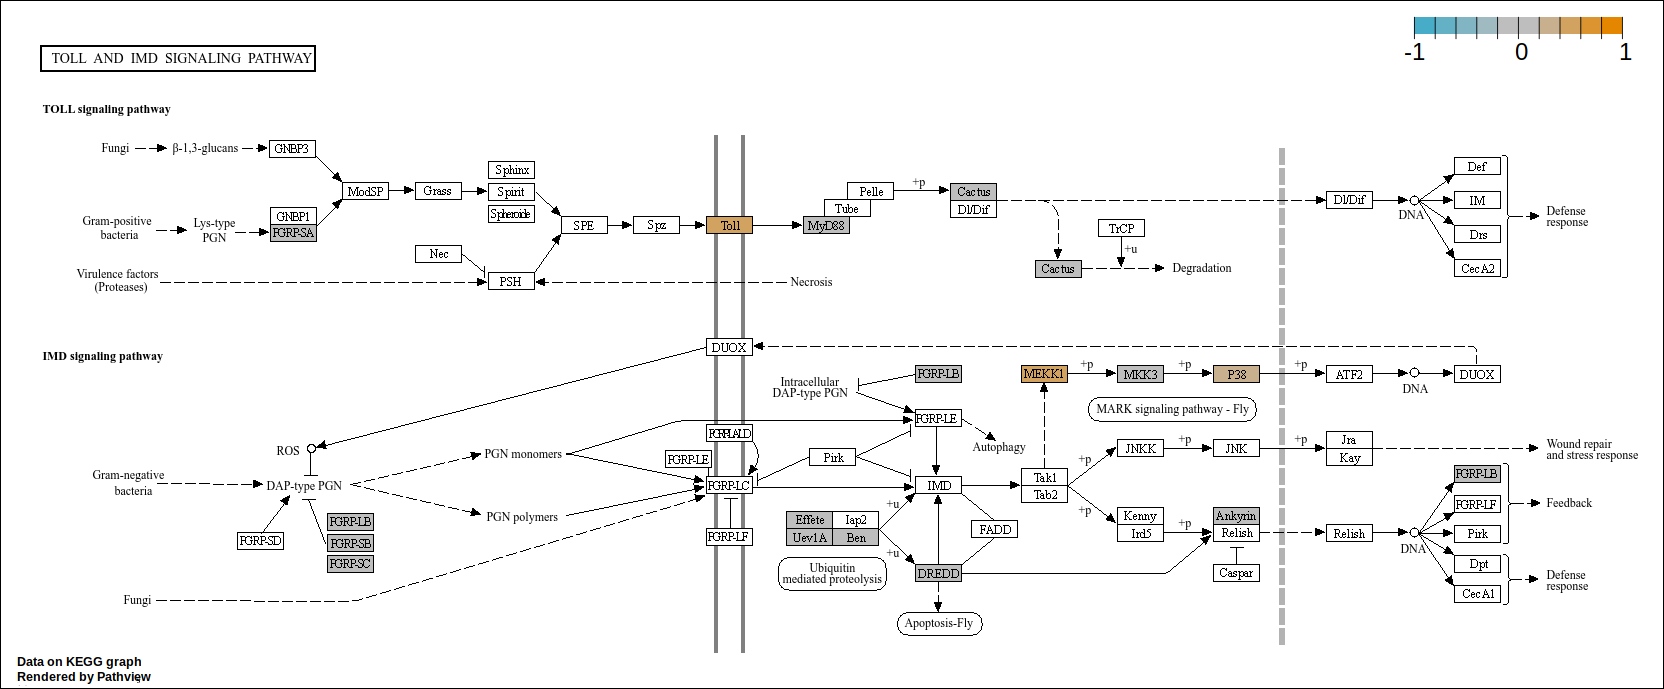 -1 0 1
TOLL AND IMD SIGNALING PATHWAY
TOLL signaling pathway
Fungi
β-1,3-glucans
GNBP3
ModSP
Grass
Sphinx
Spirit
Spheroide
Gram-positive
bacteria
Lys-type
PGN
GNBP1
PGRP-SA
SPE
Spz
Toll
MyD88
Tube
Pelle
+p
Cactus
Dl/Dif
Dl/Dif
DNA
Def
IM
Drs
CecA2
Defense
response
TrCP
+u
Cactus
Degradation
Nec
Virulence factors
(Proteases)
PSH
Necrosis
IMD signaling pathway
DUOX
Intracellular
DAP-type PGN
PGRP-LB
PGRP-LE
Autophagy
MEKK1
+p
MKK3
+p
P38
+p
ATF2
DNA
DUOX
MARK signaling pathway - Fly
ROS
Gram-negative
bacteria
DAP-type PGN
PGN monomers
PGN polymers
PGRP-SD
PGRP-LB
PGRP-SB
PGRP-SC
Fungi
PGRPLALD
PGRP-LE
PGRP-LC
PGRP-LF
Pirk
IMD
Tak1
Tab2
+p
JNKK
+p
JNK
+p
Jra
Kay
Wound repair
and stress response
+u
Effete
Iap2
Uev1A
Ben
+u
Ubiquitin
mediated proteolysis
FADD
DREDD
Apoptosis-Fly
+p
Kenny
Ird5
+p
Ankyrin
Relish
Caspar
Relish
DNA
PGRP-LB
PGRP-LF
Pirk
Dpt
CecA1
Feedback
Defense
response
Data on KEGG graph
Rendered by Pathview